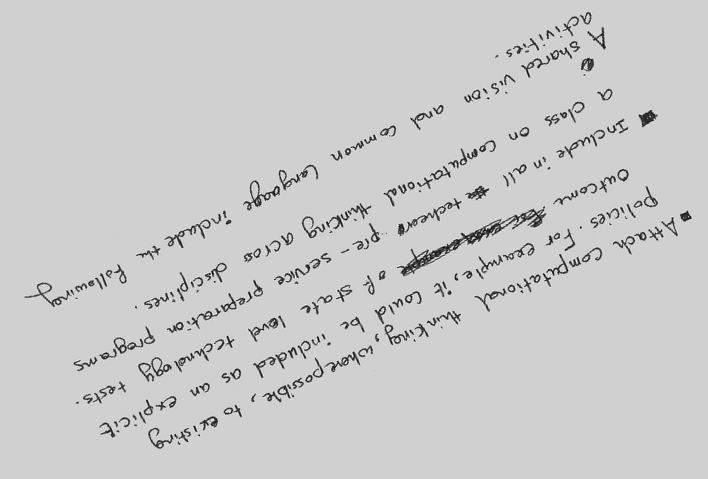 ▪ Attach computational thinking, where possible, to existing
policies. For example, it could be included as an explicit
outcome of state level technology tests.
▪ Include in all techears pre-service preparation programs
a class on computational thinking across disciplines.
• A shared vision and common language include the following
activities.